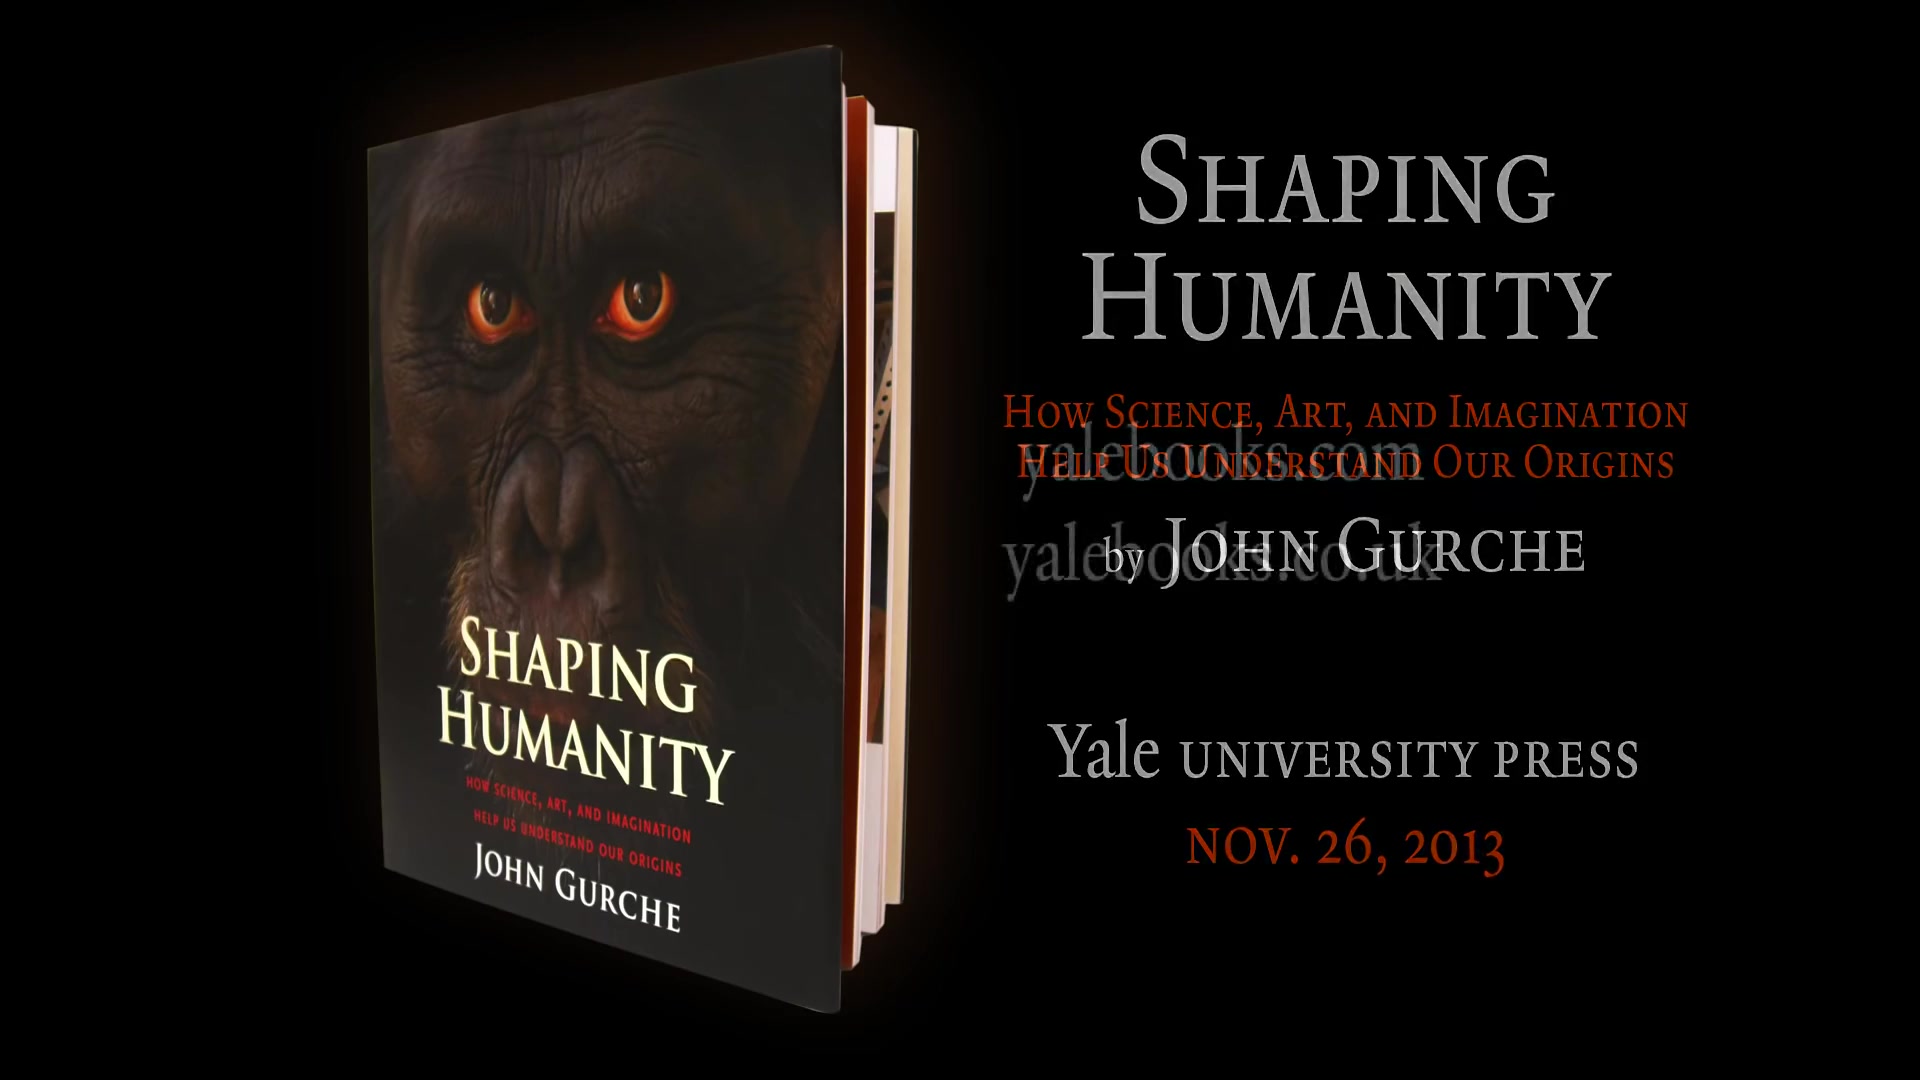 SHAPING
HUMANITY
HOW SCIENCE, ART, AND IMAGINATION
HELP US UNDERSTAND OUR ORIGINS
JOHN GURCHE
SHAPING
HUMANITY
HOW SCIENCE, ART, AND IMAGINATION
HELP US UNDERSTAND OUR ORIGINS
yalebooks.com
by JOHN GURCHE
yalebooks.co.uk
Yale UNIVERSITY PRESS
NOV. 26, 2013